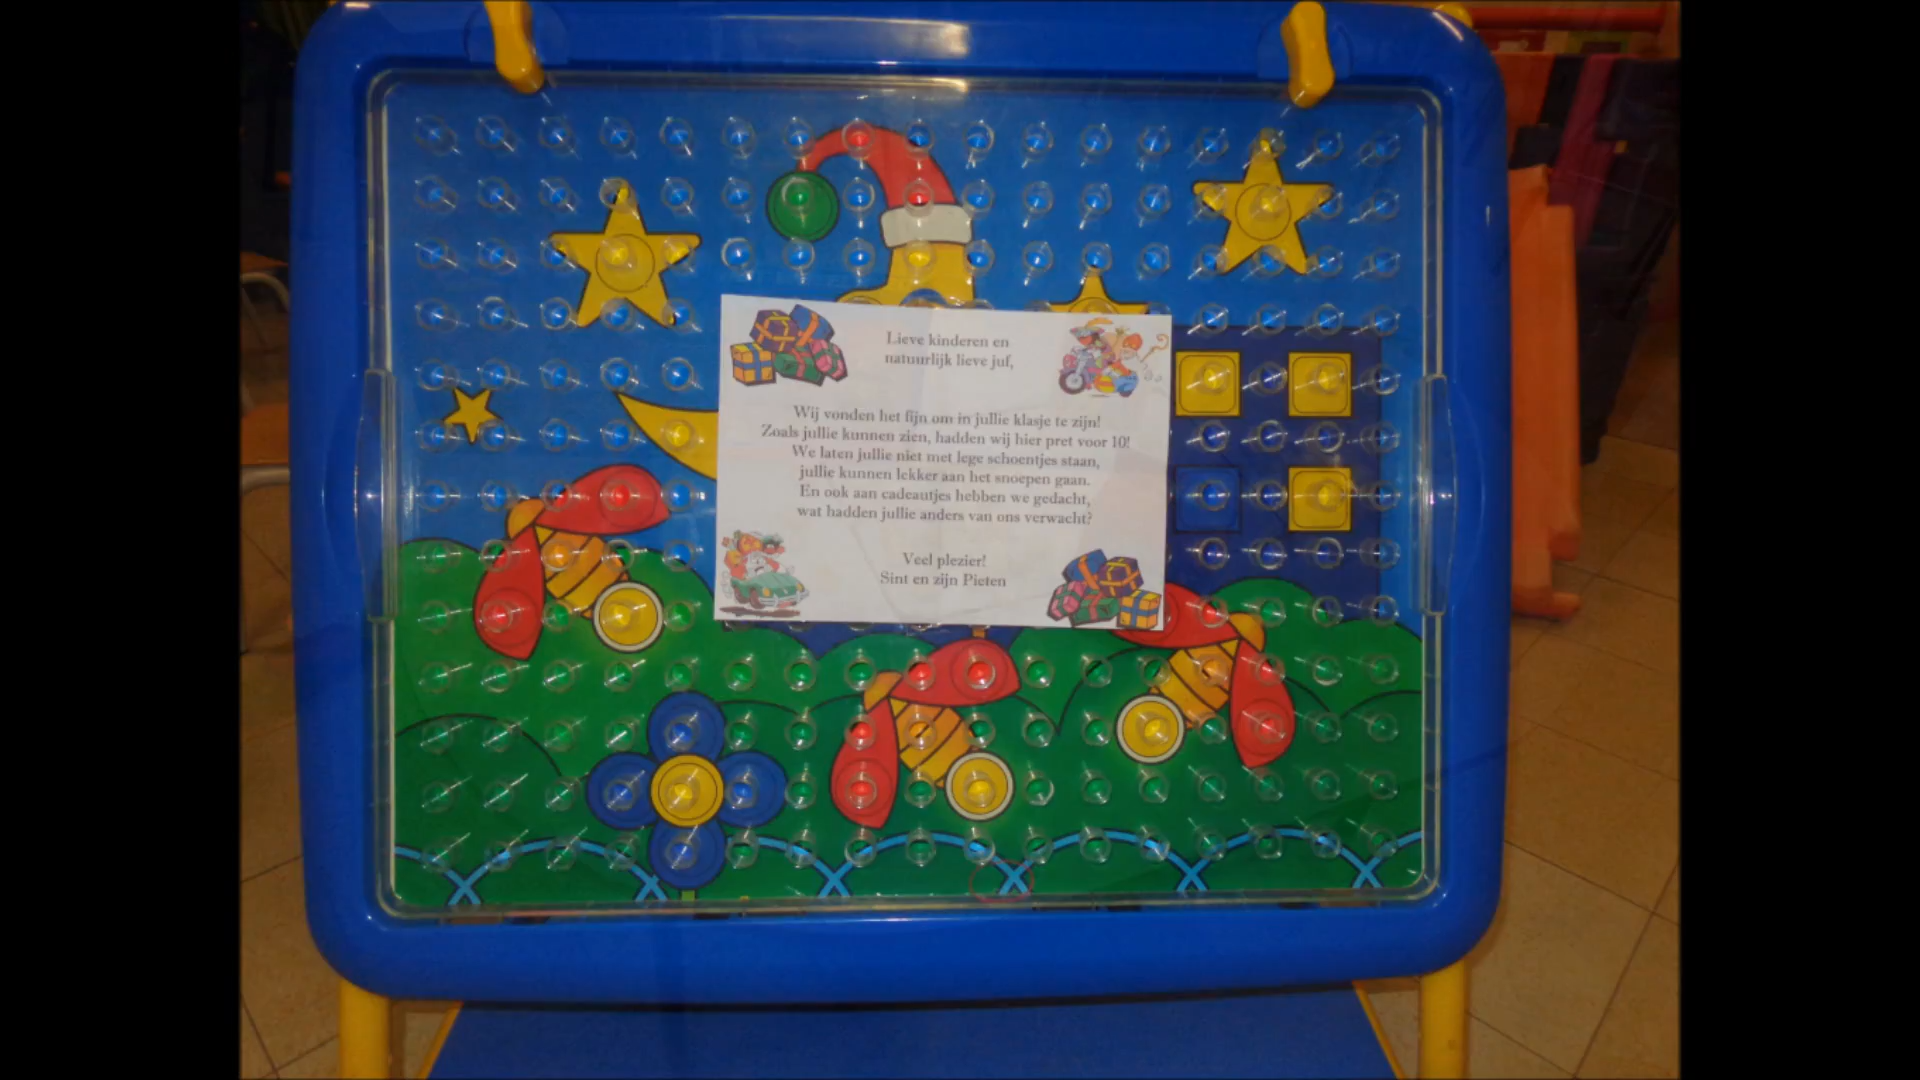 Lieve kinderen en
natuurlijk lieve juf,
Wij vonden het fijn om in jullie klasje te zijn!
Zoals jullie kunnen zien, hadden wij hier pret voor 10!
We laten jullie niet met lege schoentjes staan,
jullie kunnen lekker aan het snoepen gaan.
En ook aan cadeautjes hebben we gedacht,
wat hadden jullie anders van ons verwacht?
Veel plezier!
Sint en zijn Pieten